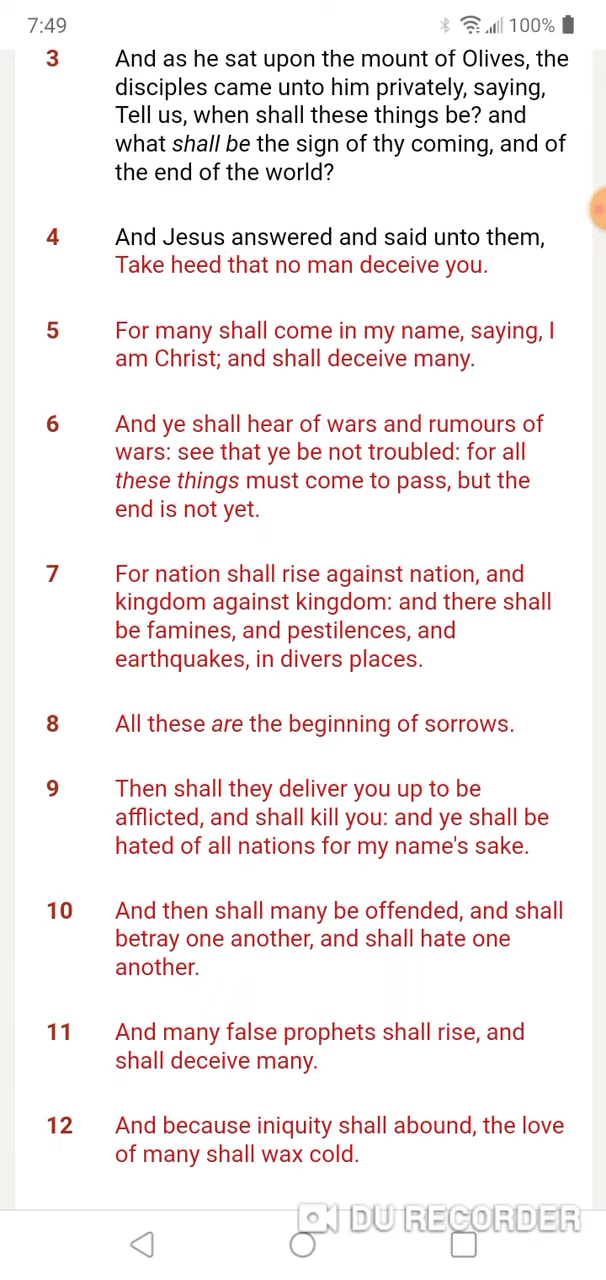 7:49 100%
3 And as he sat upon the mount of Olives, the
disciples came unto him privately, saying,
Tell us, when shall these things be? and
what shall be the sign of thy coming, and of
the end of the world?
4 And Jesus answered and said unto them,
Take heed that no man deceive you.
5 For many shall come in my name, saying, I
am Christ; and shall deceive many.
6 And ye shall hear of wars and rumours of
wars: see that ye be not troubled: for all
these things must come to pass, but the
end is not yet.
7 For nation shall rise against nation, and
kingdom against kingdom: and there shall
be famines, and pestilences, and
earthquakes, in divers places.
8 All these are the beginning of sorrows.
9 Then shall they deliver you up to be
afflicted, and shall kill you: and ye shall be
hated of all nations for my name's sake.
10 And then shall many be offended, and shall
betray one another, and shall hate one
another.
11 And many false prophets shall rise, and
shall deceive many.
12 And because iniquity shall abound, the love
of many shall wax cold.
DU RECORDER